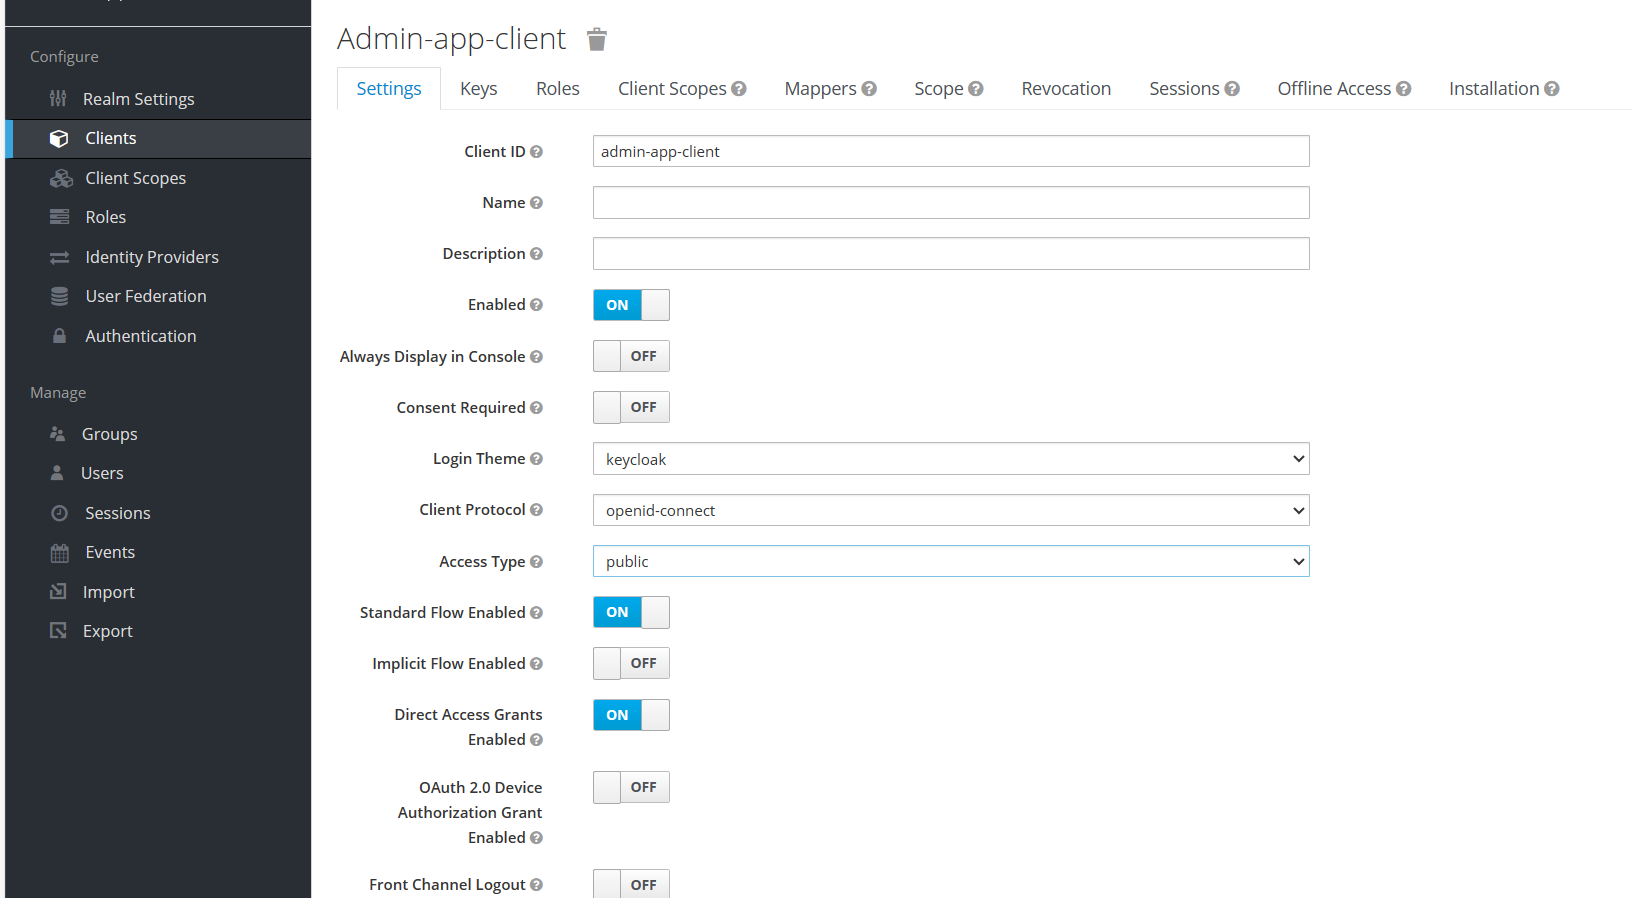 Configure
Realm Settings
Clients
Client Scopes
Roles
Identity Providers
User Federation
Authentication
Manage
Groups
Users
Sessions
Events
Import
Export
Admin-app-client
Settings Keys Roles Client Scopes Mappers Scope Revocation Sessions Offline Access Installation
Client ID admin-app-client
Name
Description
Enabled ON
Always Display in Console OFF
Consent Required OFF
Login Theme keycloak
Client Protocol openid-connect
Access Type public
Standard Flow Enabled ON
Implicit Flow Enabled OFF
Direct Access Grants ON
Enabled
OAuth 2.0 Device OFF
Authorization Grant
Enabled
Front Channel Logout OFF